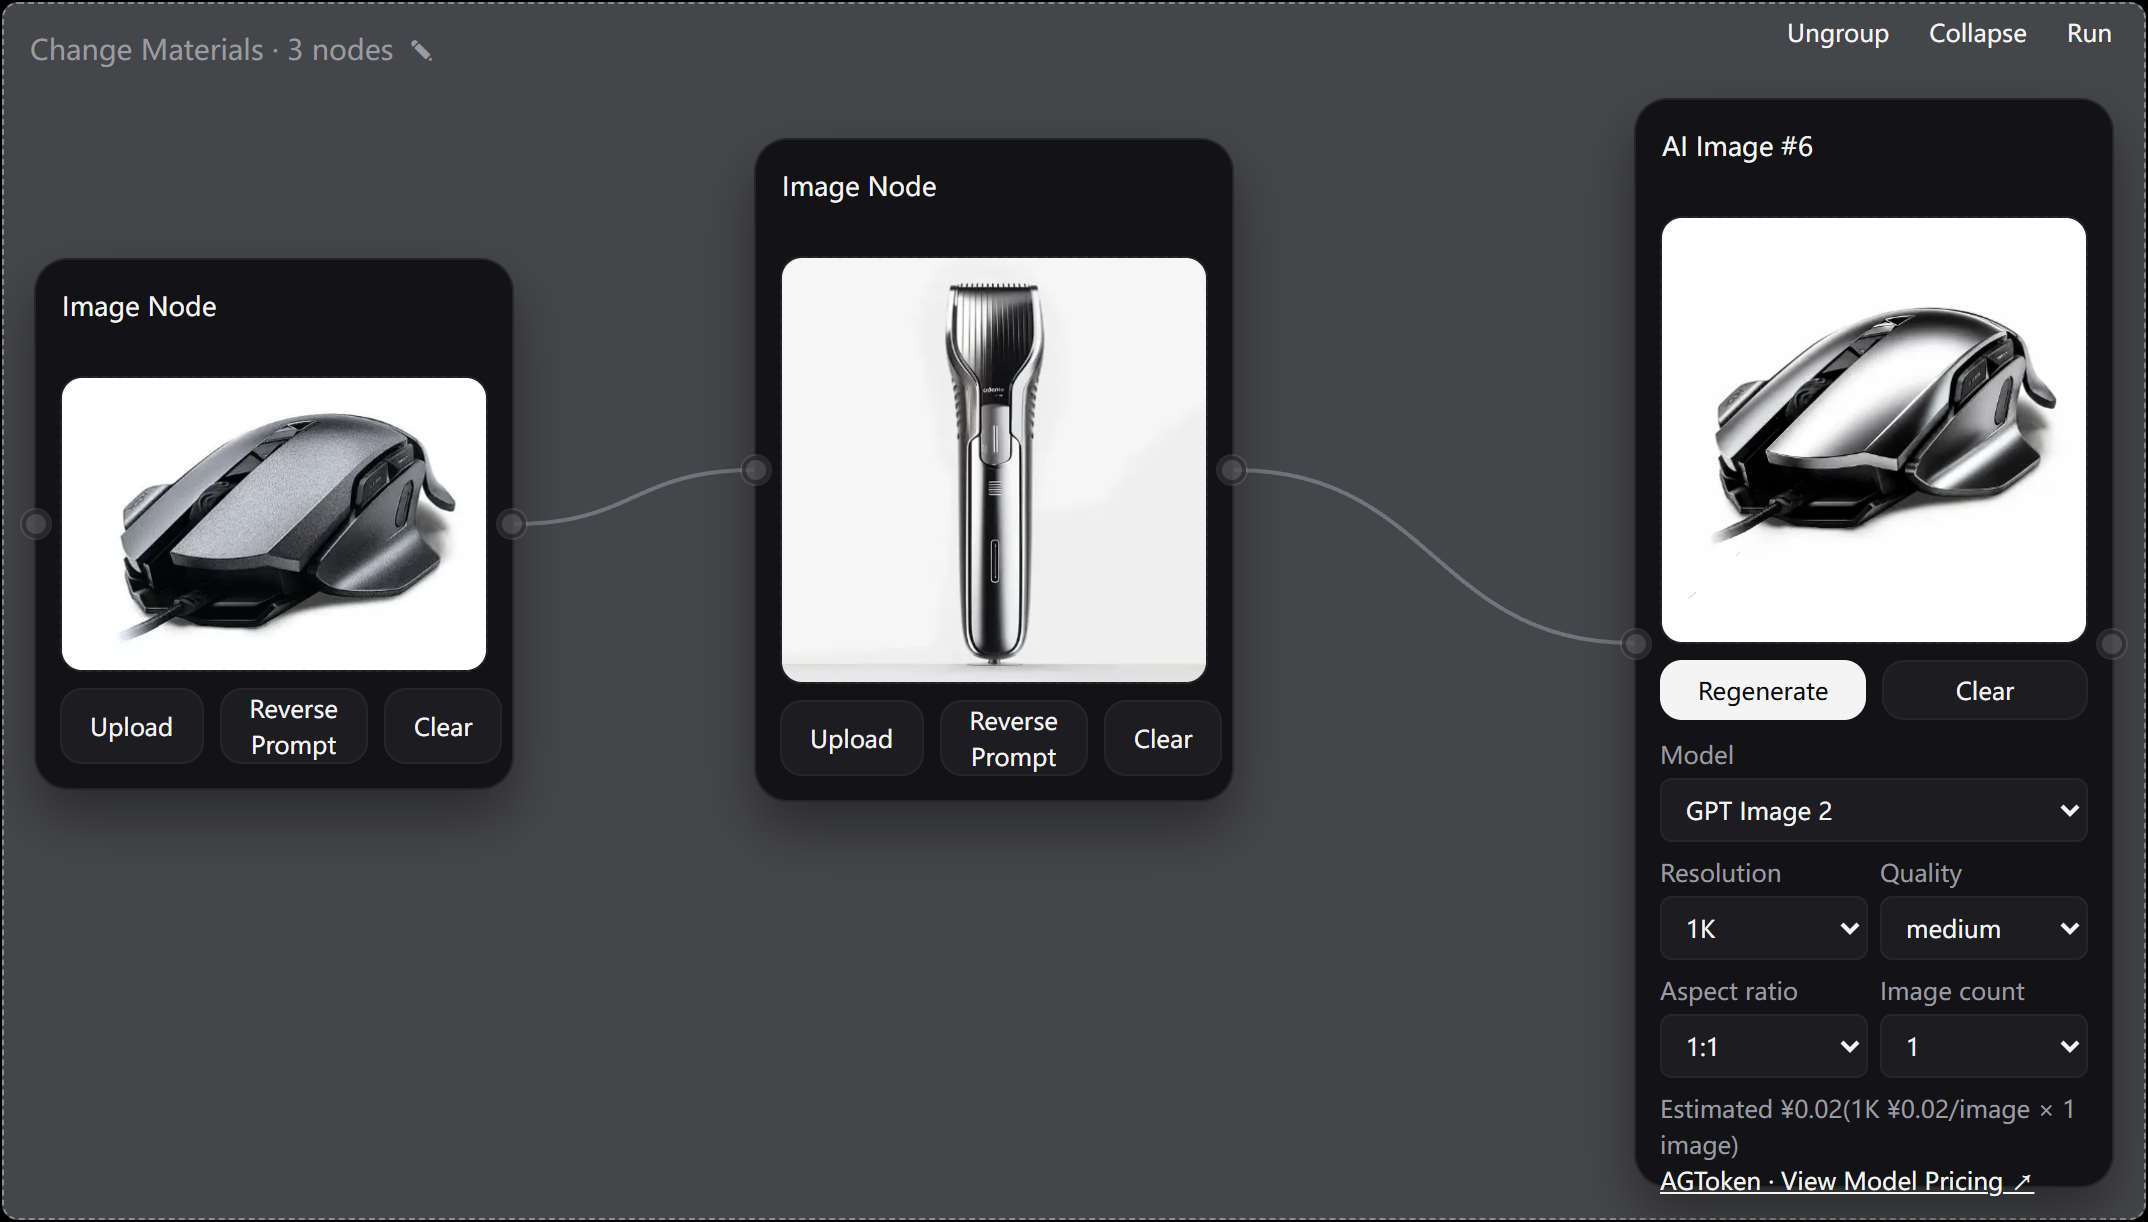 Change Materials · 3 nodes
Ungroup Collapse Run
Image Node
Upload
Reverse
Prompt
Clear
Image Node
Upload
Reverse
Prompt
Clear
AI Image #6
Regenerate
Clear
Model
GPT Image 2
Resolution
Quality
1K
medium
Aspect ratio
Image count
1:1
1
Estimated ¥0.02(1K ¥0.02/image × 1
image)
AGToken · View Model Pricing ↗